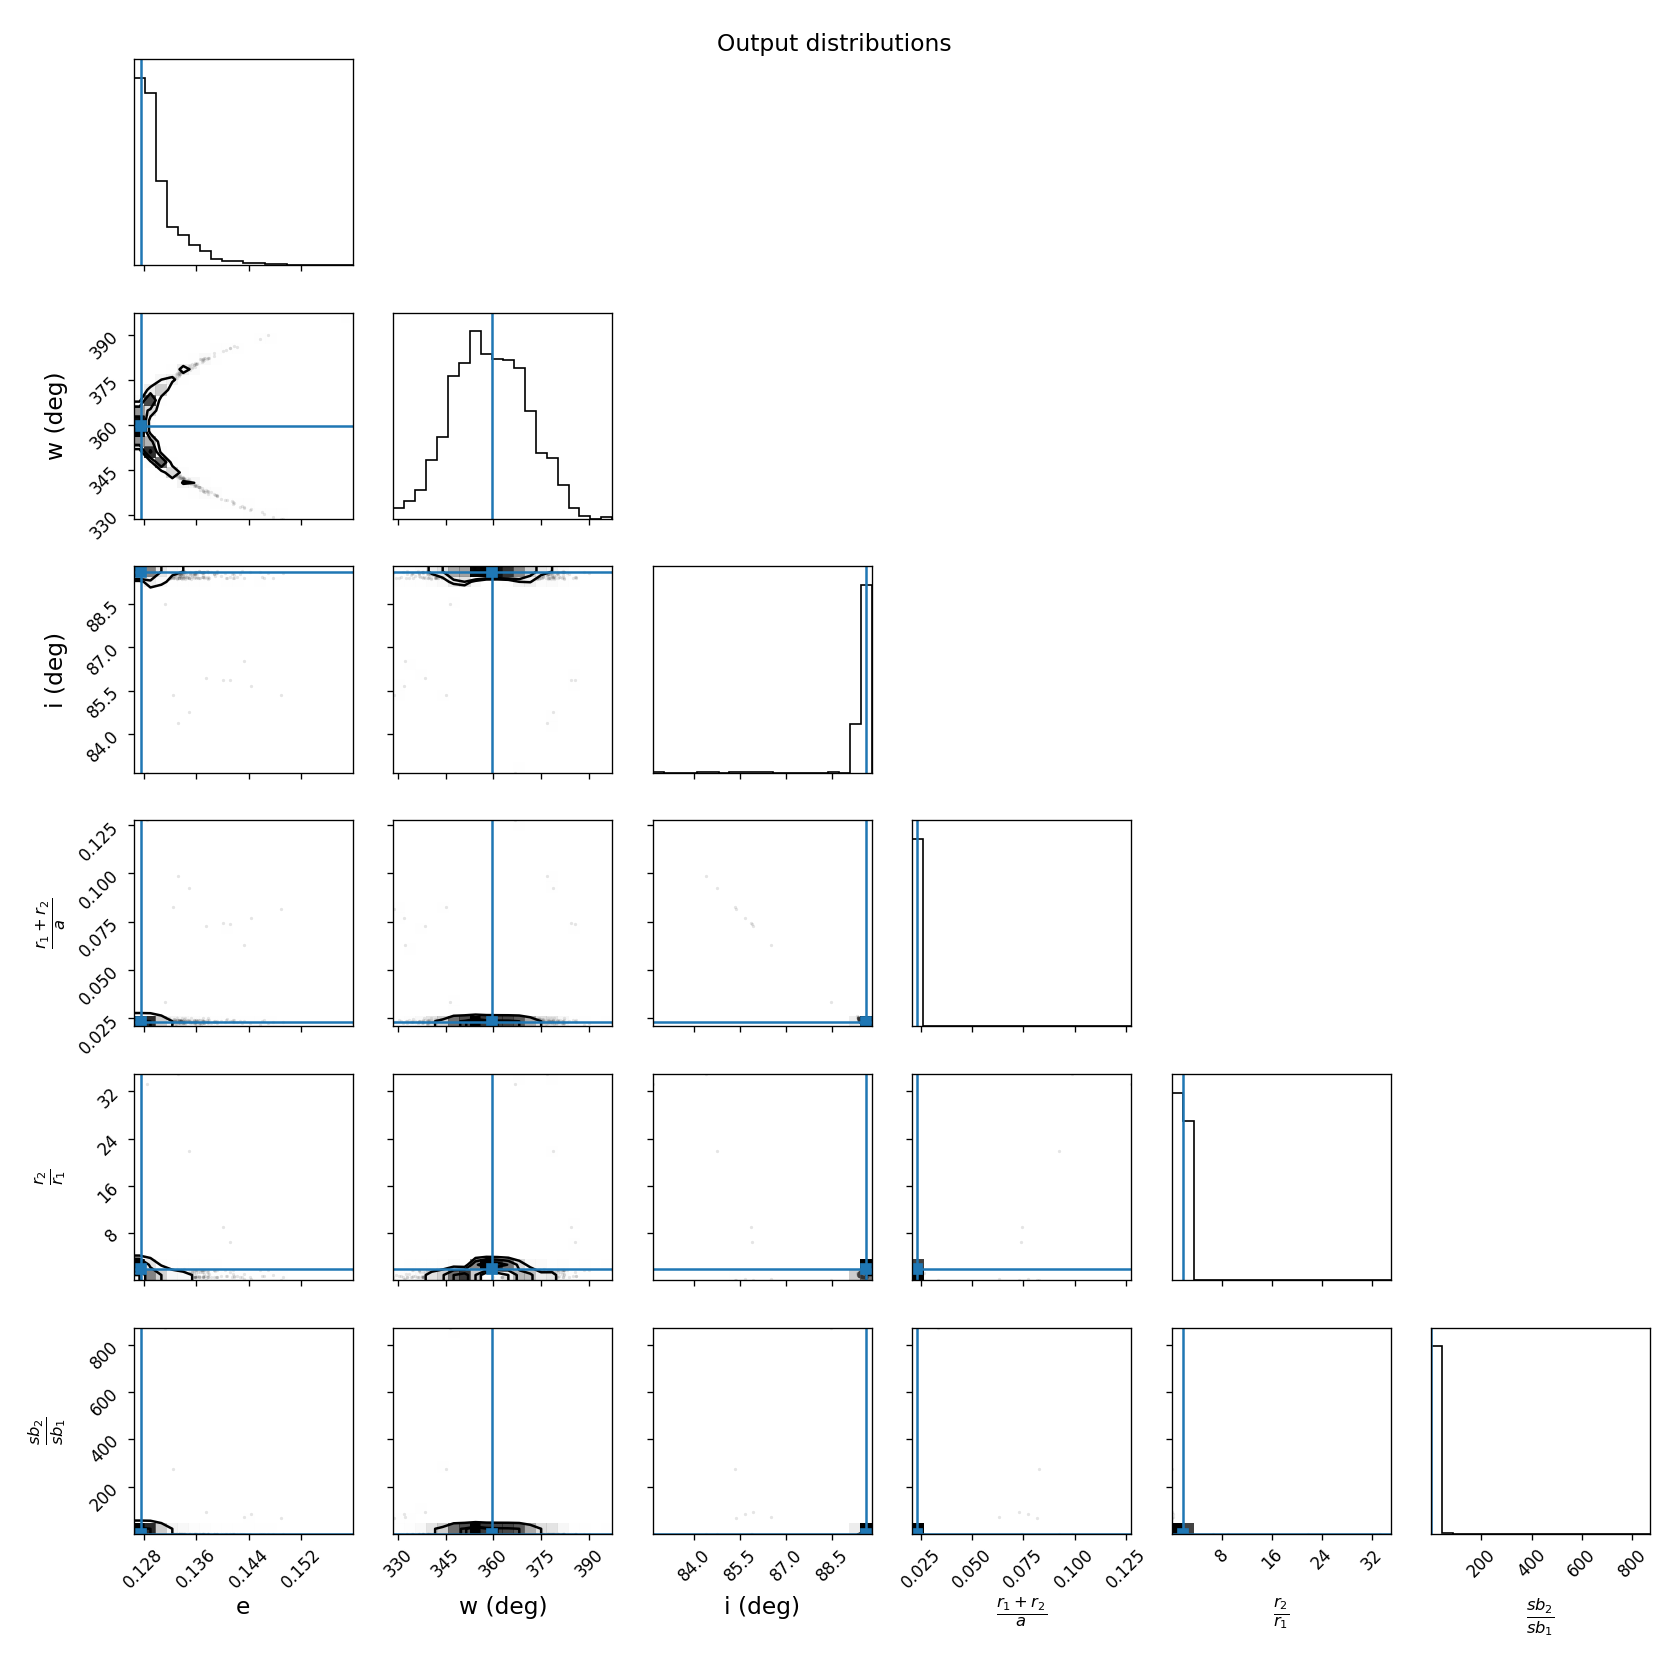 Output distributions
390
375
360
345
330
w (deg)
88.5
87.0
85.5
84.0
i (deg)
0.125
0.100
0.075
0.050
0.025
r1 + r2
a
32
24
16
8
r2
r1
800
600
400
200
sb2
sb1
0.128 0.136 0.144 0.152
330 345 360 375 390
84.0 85.5 87.0 88.5
0.025 0.050 0.075 0.100 0.125
8 16 24 32
200 400 600 800
e
w (deg)
i (deg)
r1 + r2
a
r2
r1
sb2
sb1